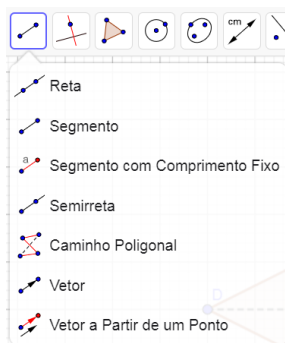 cm
Reta
Segmento
a
Segmento com Comprimento Fixo
Semirreta
Caminho Poligonal
Vetor
D
Vetor a Partir de um Ponto